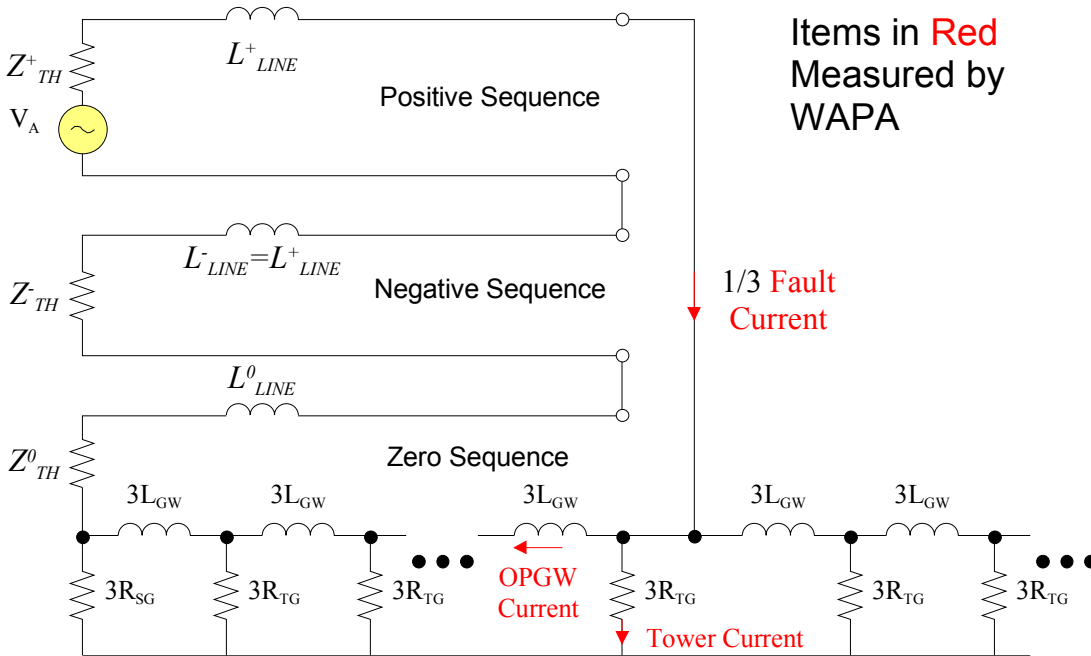 L⁺LINE
Items in Red
Measured by
WAPA
Z⁺TH
Positive Sequence
VA
L⁻LINE=L⁺LINE
Z⁻TH
Negative Sequence
1/3 Fault
Current
L⁰LINE
Z⁰TH
Zero Sequence
3LGW
3LGW
3LGW
3LGW
3LGW
OPGW
Current
3RSG
3RTG
3RTG
3RTG
3RTG
3RTG
Tower Current